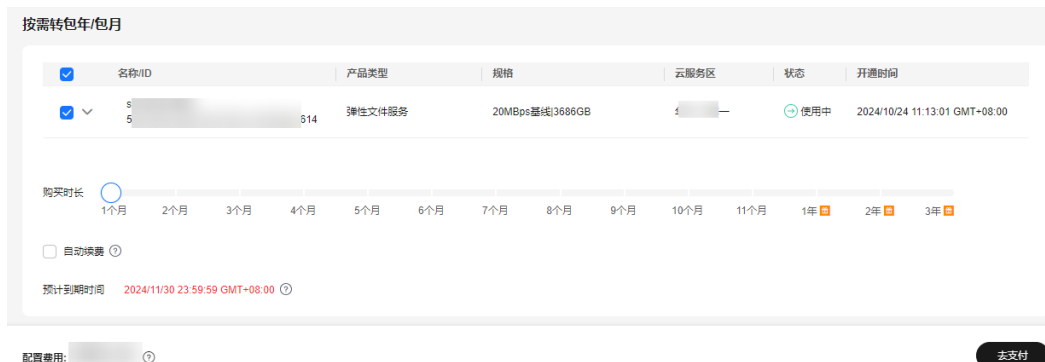 按需转包年/包月
名称/ID 产品类型 规格 云服务区 状态 开通时间
s
5 614 弹性文件服务 20MBps基线|3686GB 使用中 2024/10/24 11:13:01 GMT+08:00
购买时长
1个月 2个月 3个月 4个月 5个月 6个月 7个月 8个月 9个月 10个月 11个月 1年 2年 3年
自动续费 ?
预计到期时间 2024/11/30 23:59:59 GMT+08:00 ?
配置费用: ? 去支付